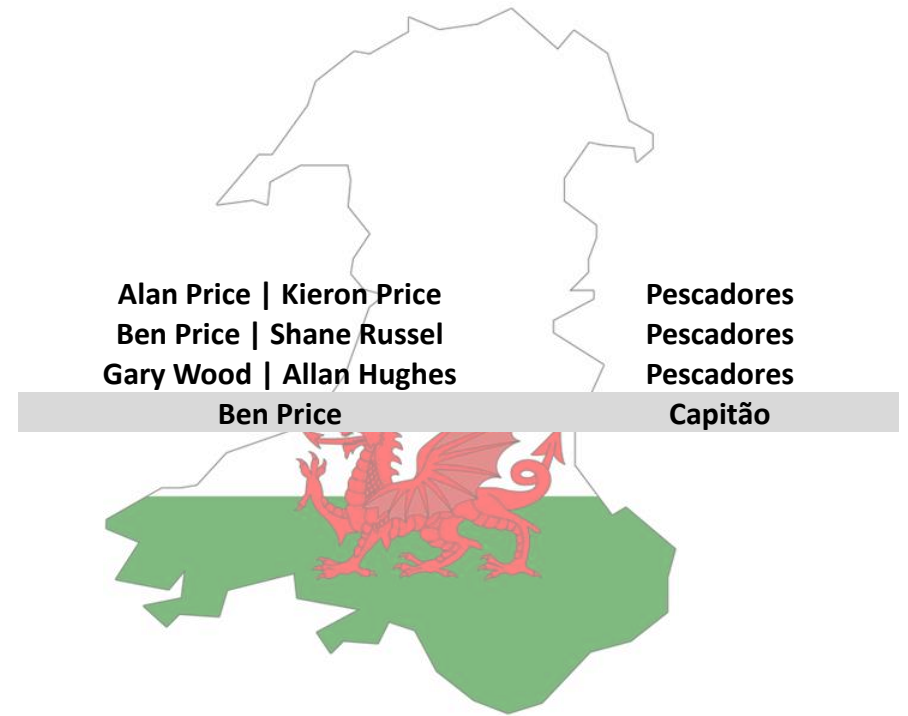 Alan Price | Kieron Price Pescadores
Ben Price | Shane Russel Pescadores
Gary Wood | Allan Hughes Pescadores
Ben Price Capitão